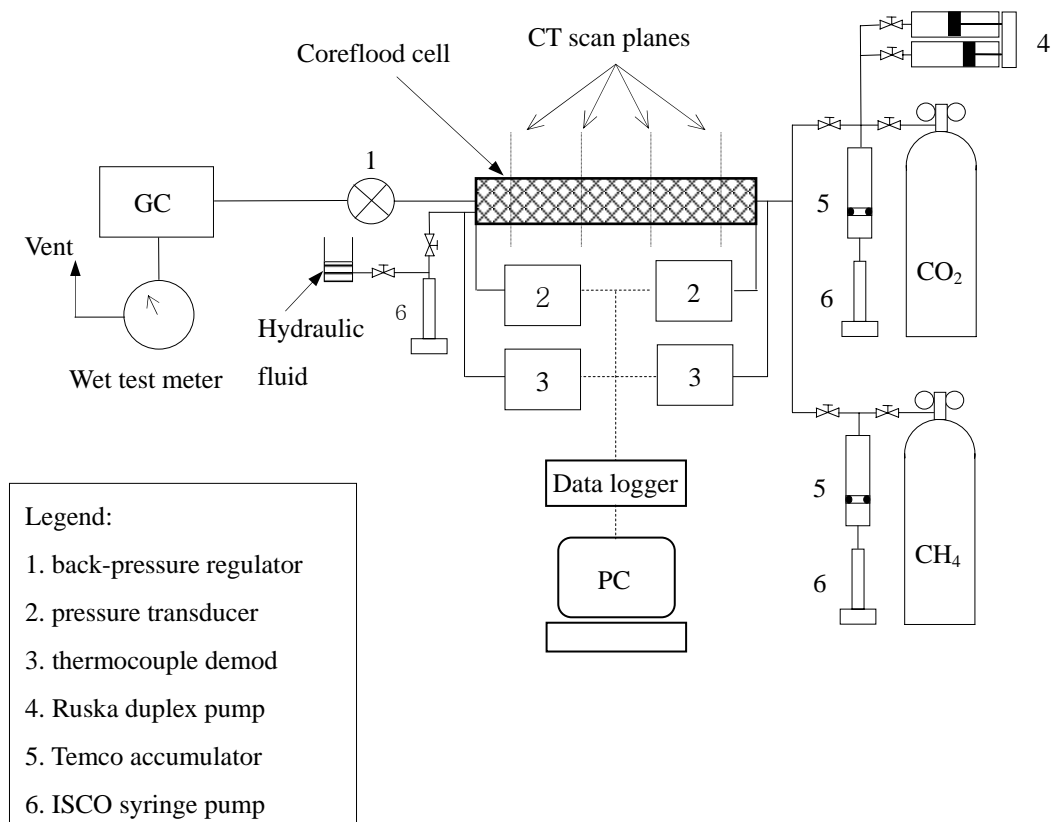 CT scan planes
4
Coreflood cell
1
GC
5
CO2
Vent
2
2
6
6
Hydraulic
fluid
3
3
Wet test meter
Data logger
5
CH4
PC
6
Legend:
1. back-pressure regulator
2. pressure transducer
3. thermocouple demod
4. Ruska duplex pump
5. Temco accumulator
6. ISCO syringe pump